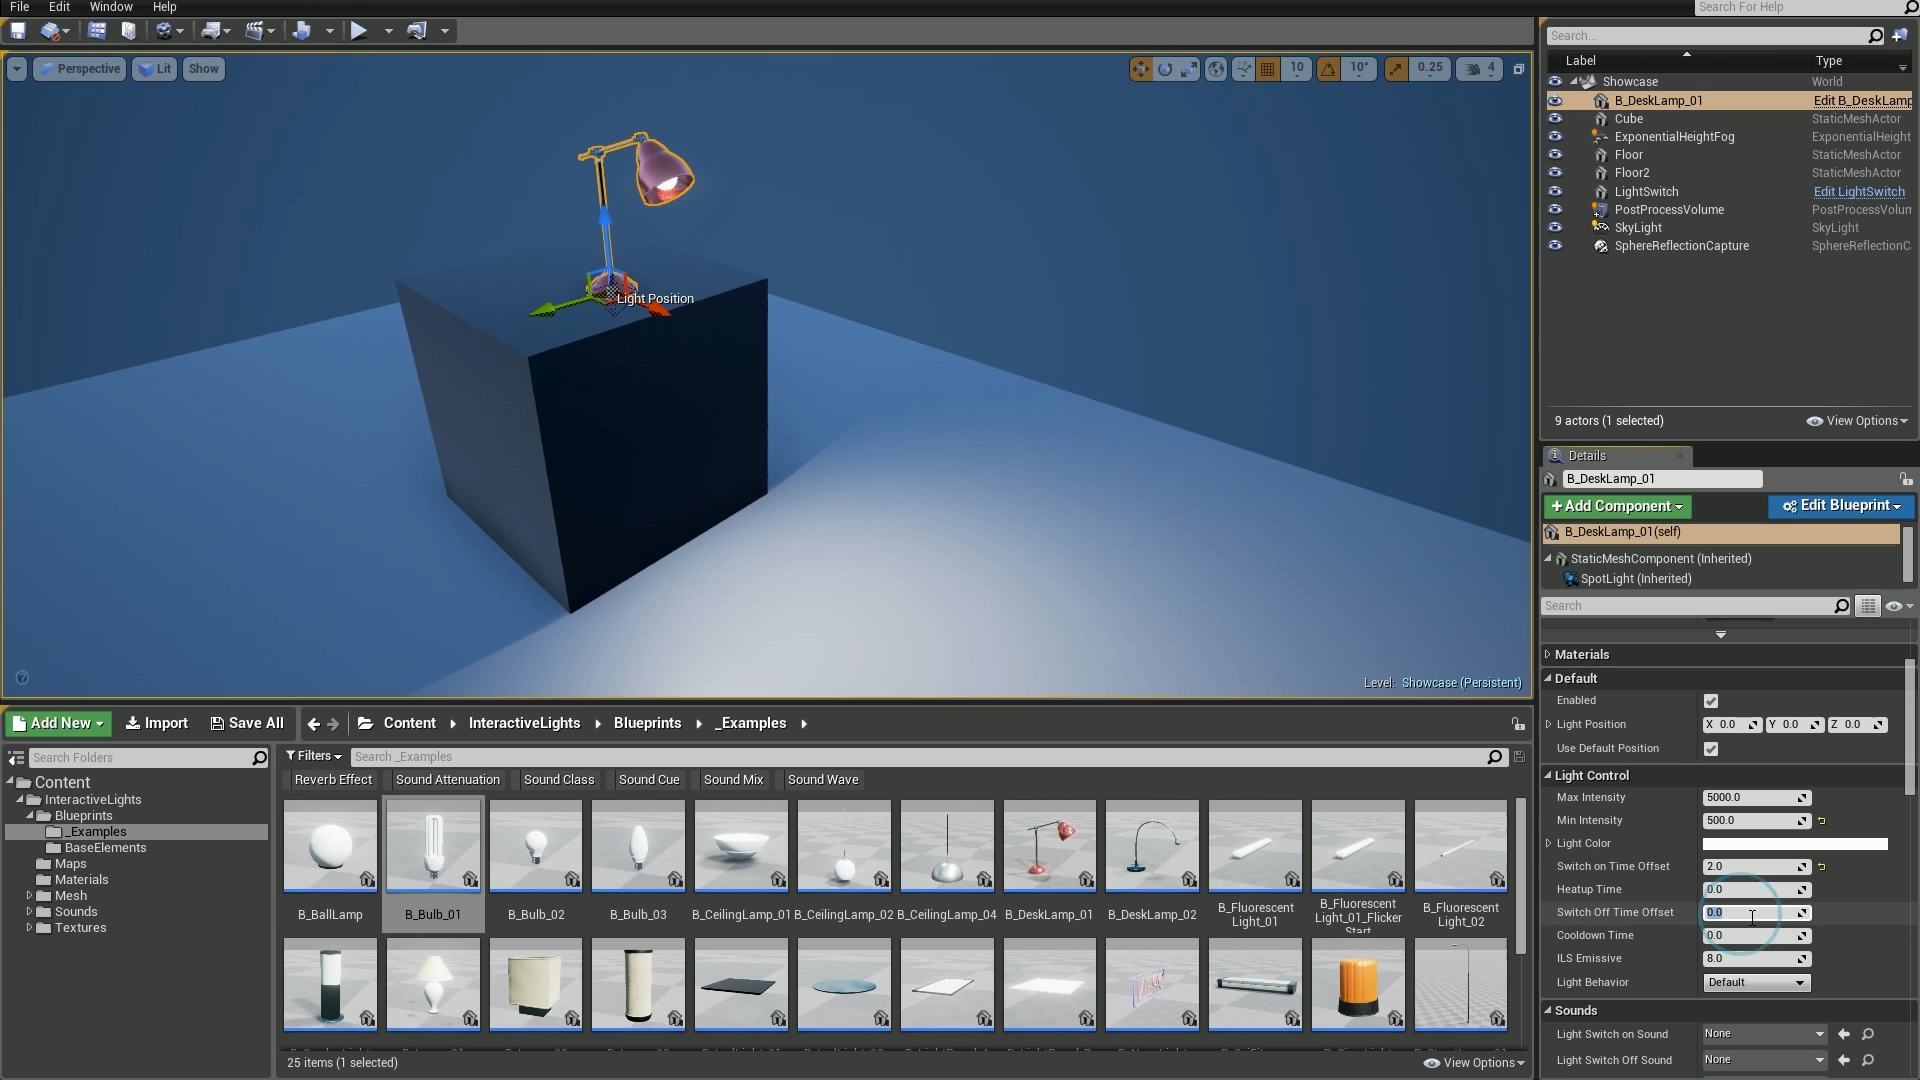 File Edit Window Help
Search For Help
Perspective Lit Show
10 10° 0.25 4
Light Position
Level: Showcase (Persistent)
Search...
Label Type
Showcase World
B_DeskLamp_01 Edit B_DeskLamp
Cube StaticMeshActor
ExponentialHeightFog ExponentialHeight
Floor StaticMeshActor
Floor2 StaticMeshActor
LightSwitch Edit LightSwitch
PostProcessVolume PostProcessVolum
SkyLight SkyLight
SphereReflectionCapture SphereReflectionC
9 actors (1 selected) View Options
Details
B_DeskLamp_01
+Add Component Edit Blueprint
B_DeskLamp_01(self)
StaticMeshComponent (Inherited)
SpotLight (Inherited)
Search
Materials
Default
Enabled
Light Position X 0.0 Y 0.0 Z 0.0
Use Default Position
Light Control
Max Intensity 5000.0
Min Intensity 500.0
Light Color
Switch on Time Offset 2.0
Heatup Time 0.0
Switch Off Time Offset 0.0
Cooldown Time 0.0
ILS Emissive 8.0
Light Behavior Default
Sounds
Light Switch on Sound None
Light Switch Off Sound None
Add New Import Save All Content InteractiveLights Blueprints _Examples
Search Folders
Content
InteractiveLights
Blueprints
_Examples
BaseElements
Maps
Materials
Mesh
Sounds
Textures
Filters Search _Examples
Reverb Effect Sound Attenuation Sound Class Sound Cue Sound Mix Sound Wave
B_BallLamp B_Bulb_01 B_Bulb_02 B_Bulb_03 B_CeilingLamp_01 B_CeilingLamp_02 B_CeilingLamp_04 B_DeskLamp_01 B_DeskLamp_02 B_Fluorescent Light_01 B_Fluorescent Light_01_Flicker Start B_Fluorescent Light_02
25 items (1 selected) View Options